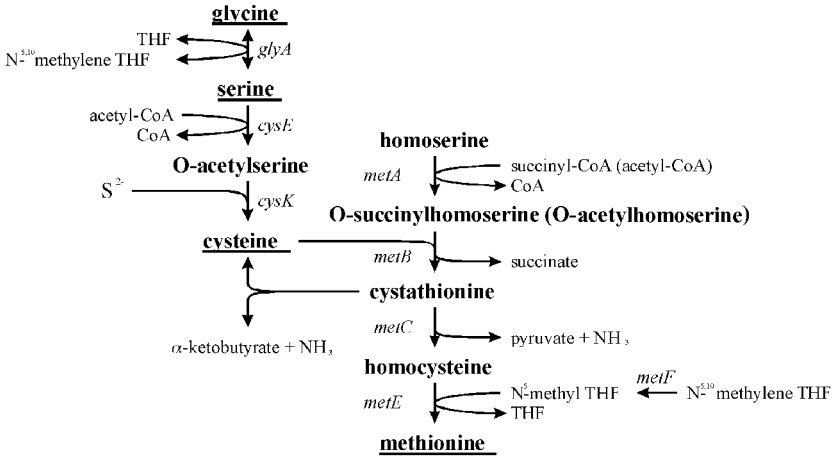 glycine
THF
glyA
N-5,10 methylene THF
serine
acetyl-CoA
cysE
CoA
homoserine
O-acetylserine
metA
succinyl-CoA (acetyl-CoA)
CoA
S2-
cysK
O-succinylhomoserine (O-acetylhomoserine)
cysteine
metB
succinate
cystathionine
α-ketobutyrate + NH3
metC
pyruvate + NH3
homocysteine
metE
N5-methyl THF
metF
N-5,10 methylene THF
THF
methionine